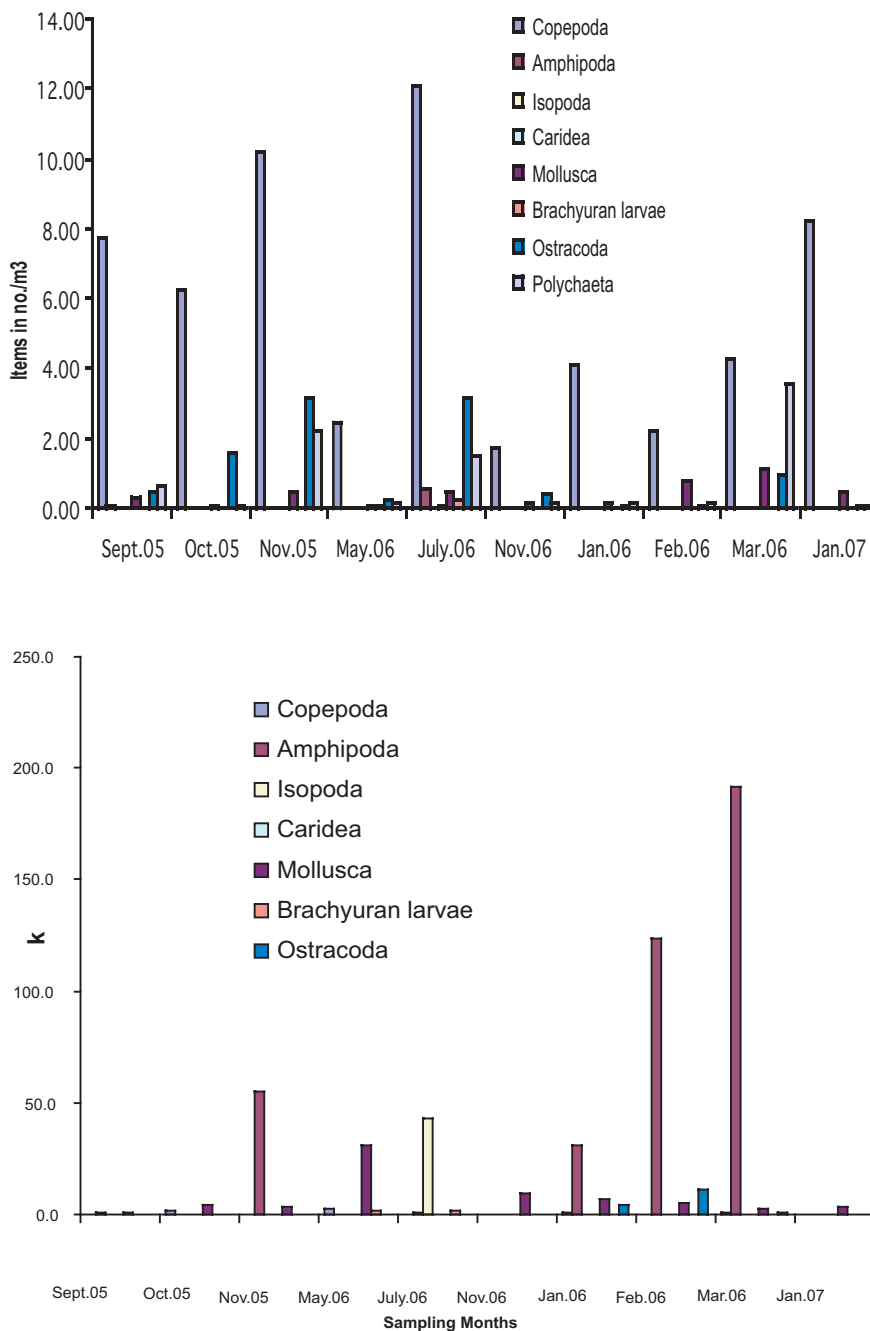 14.00
12.00
10.00
8.00
6.00
4.00
2.00
0.00
Items in no./m3
Copepoda
Amphipoda
Isopoda
Caridea
Mollusca
Brachyuran larvae
Ostracoda
Polychaeta
Sept.05 Oct.05 Nov.05 May.06 July.06 Nov.06 Jan.06 Feb.06 Mar.06 Jan.07
250.0
200.0
150.0
100.0
50.0
0.0
k
Copepoda
Amphipoda
Isopoda
Caridea
Mollusca
Brachyuran larvae
Ostracoda
Sept.05 Oct.05 Nov.05 May.06 July.06 Nov.06 Jan.06 Feb.06 Mar.06 Jan.07
Sampling Months